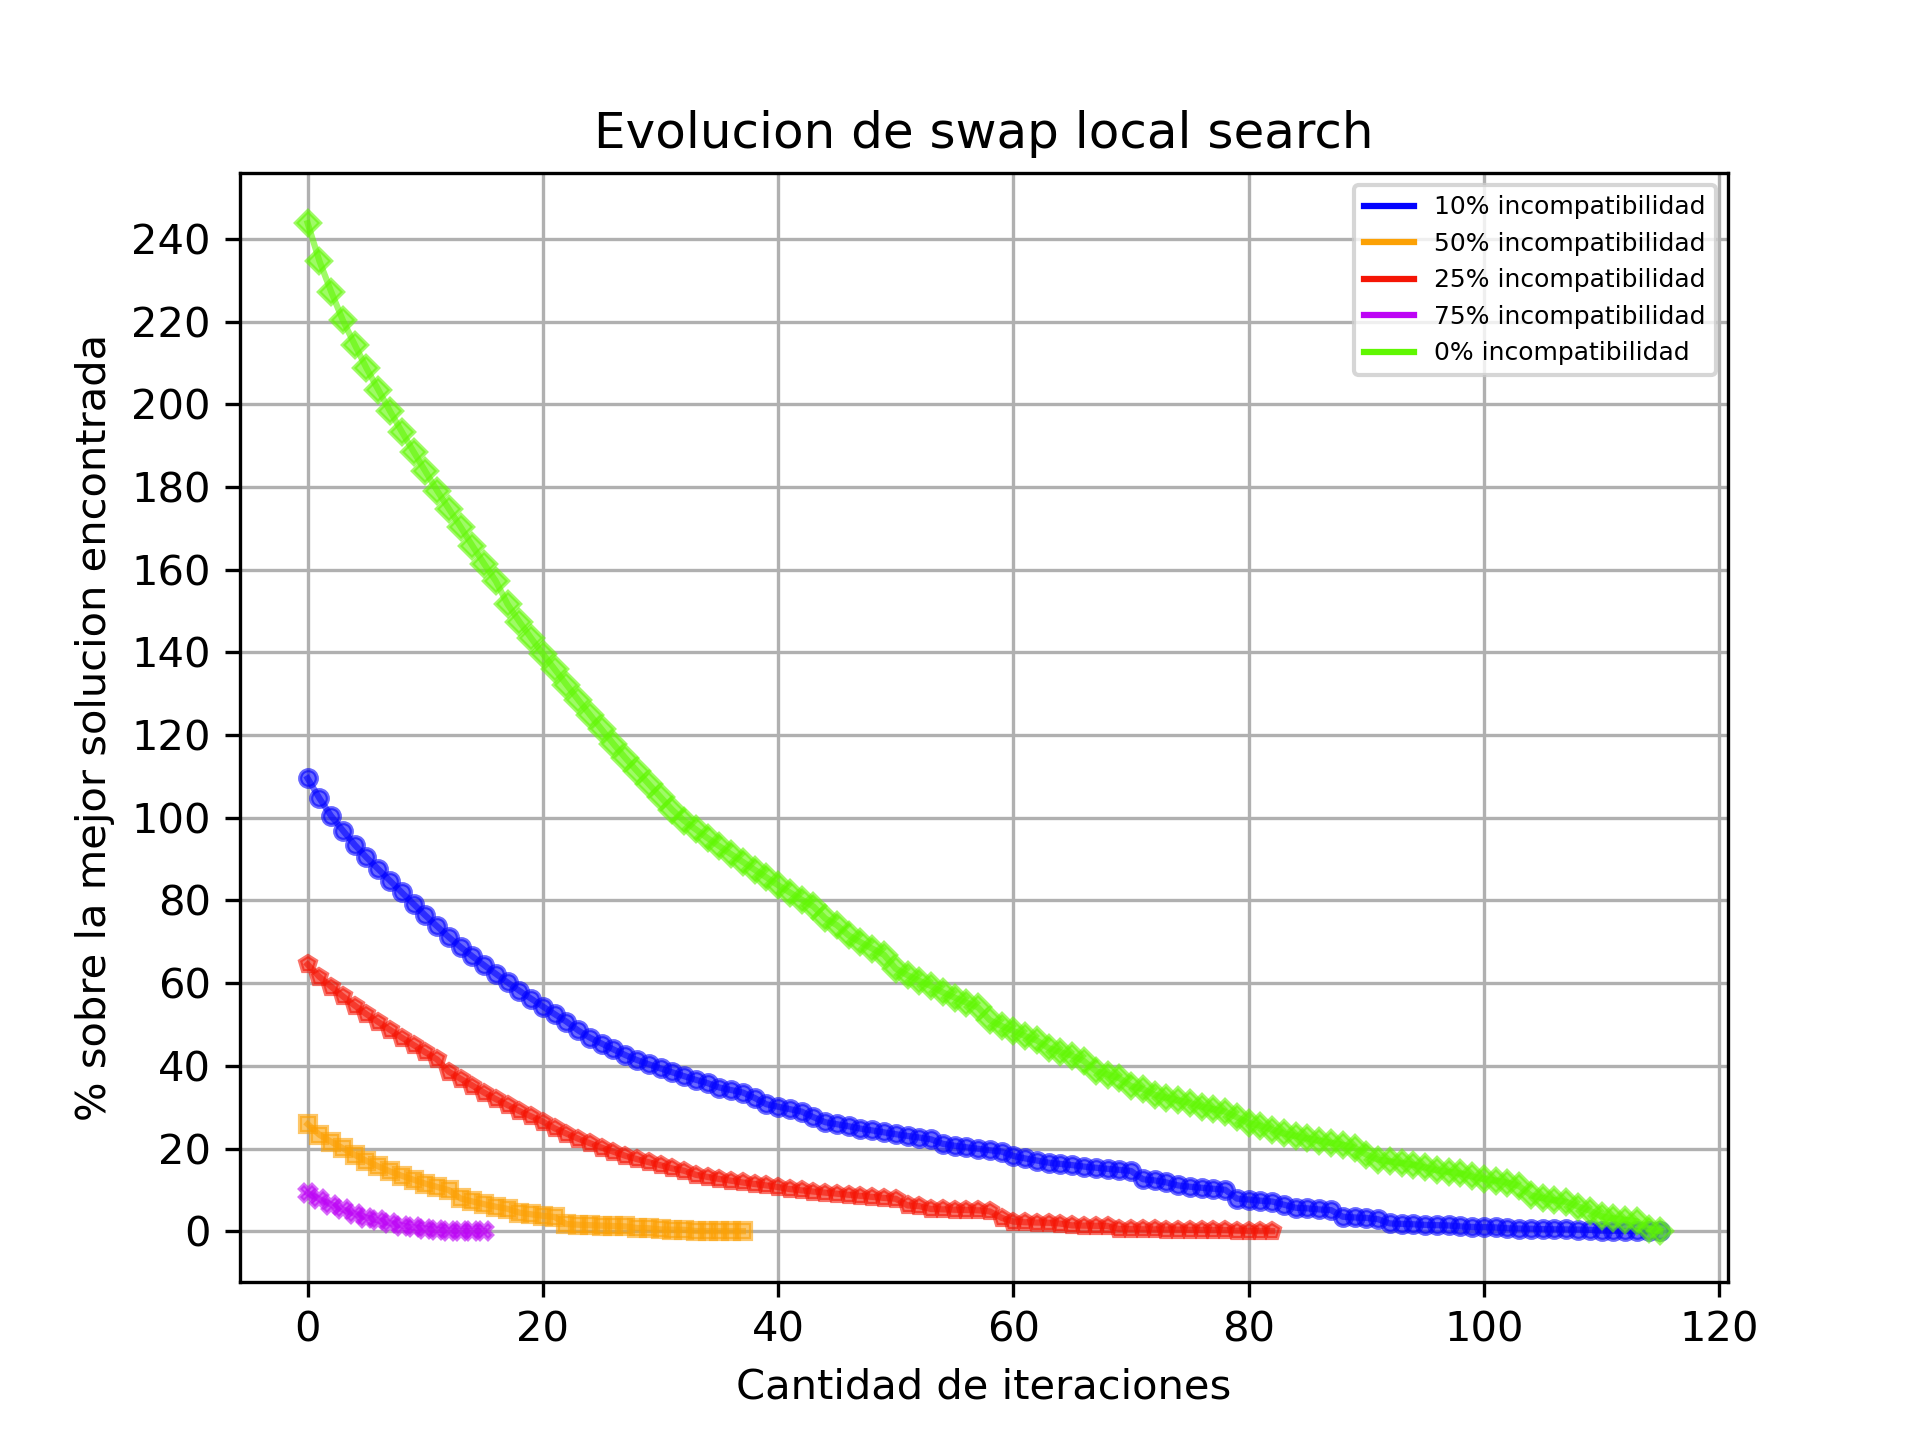 Evolucion de swap local search
10% incompatibilidad
50% incompatibilidad
25% incompatibilidad
75% incompatibilidad
0% incompatibilidad
% sobre la mejor solucion encontrada
240
220
200
180
160
140
120
100
80
60
40
20
0
0 20 40 60 80 100 120
Cantidad de iteraciones